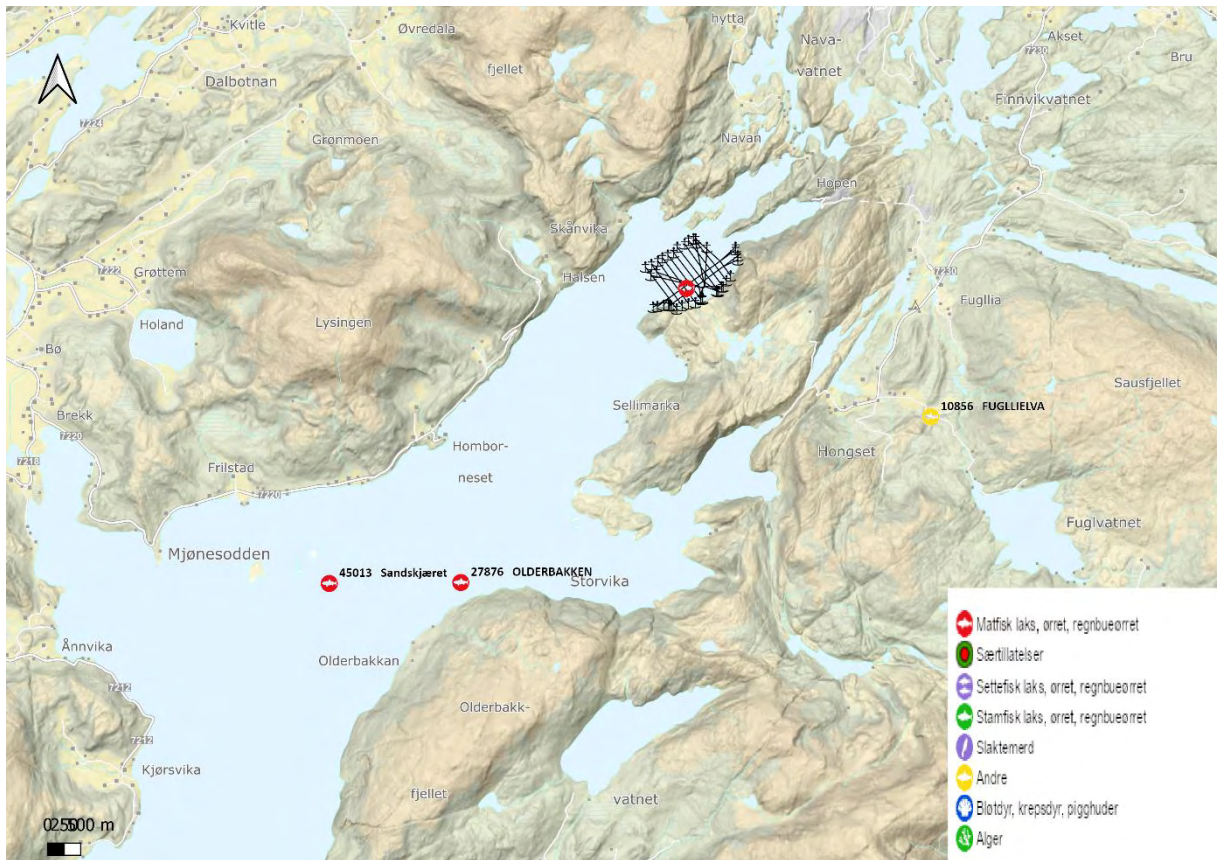 Kvitle
Øvredala
hytta
Nava-
vatnet
7230
Akset
Bru
fjellet
Dalbotnan
Finnvikvatnet
7224
Grønmoen
Navan
Hopen
Skånvika
7222
Grøttem
Halsen
7230
Fugllia
Holand
Lysingen
Bø
Sausfjellet
Sellimarka
10856 FUGLLIELVA
Brekk
7220
Hombor-
neset
Hongset
7218
Frilstad
7220
Fuglvatnet
Mjønesodden
45013 Sandskjæret
27876 OLDERBAKKEN
Storvika
Ånnvika
Olderbakkan
7212
Olderbakk-
7212
Kjørsvika
fjellet
vatnet
0 250 500 m
Matfisk laks, ørret, regnbueørret
Særtillatelser
Settefisk laks, ørret, regnbueørret
Stamfisk laks, ørret, regnbueørret
Slaktemerd
Andre
Bløtdyr, krepsdyr, pigghuder
Alger